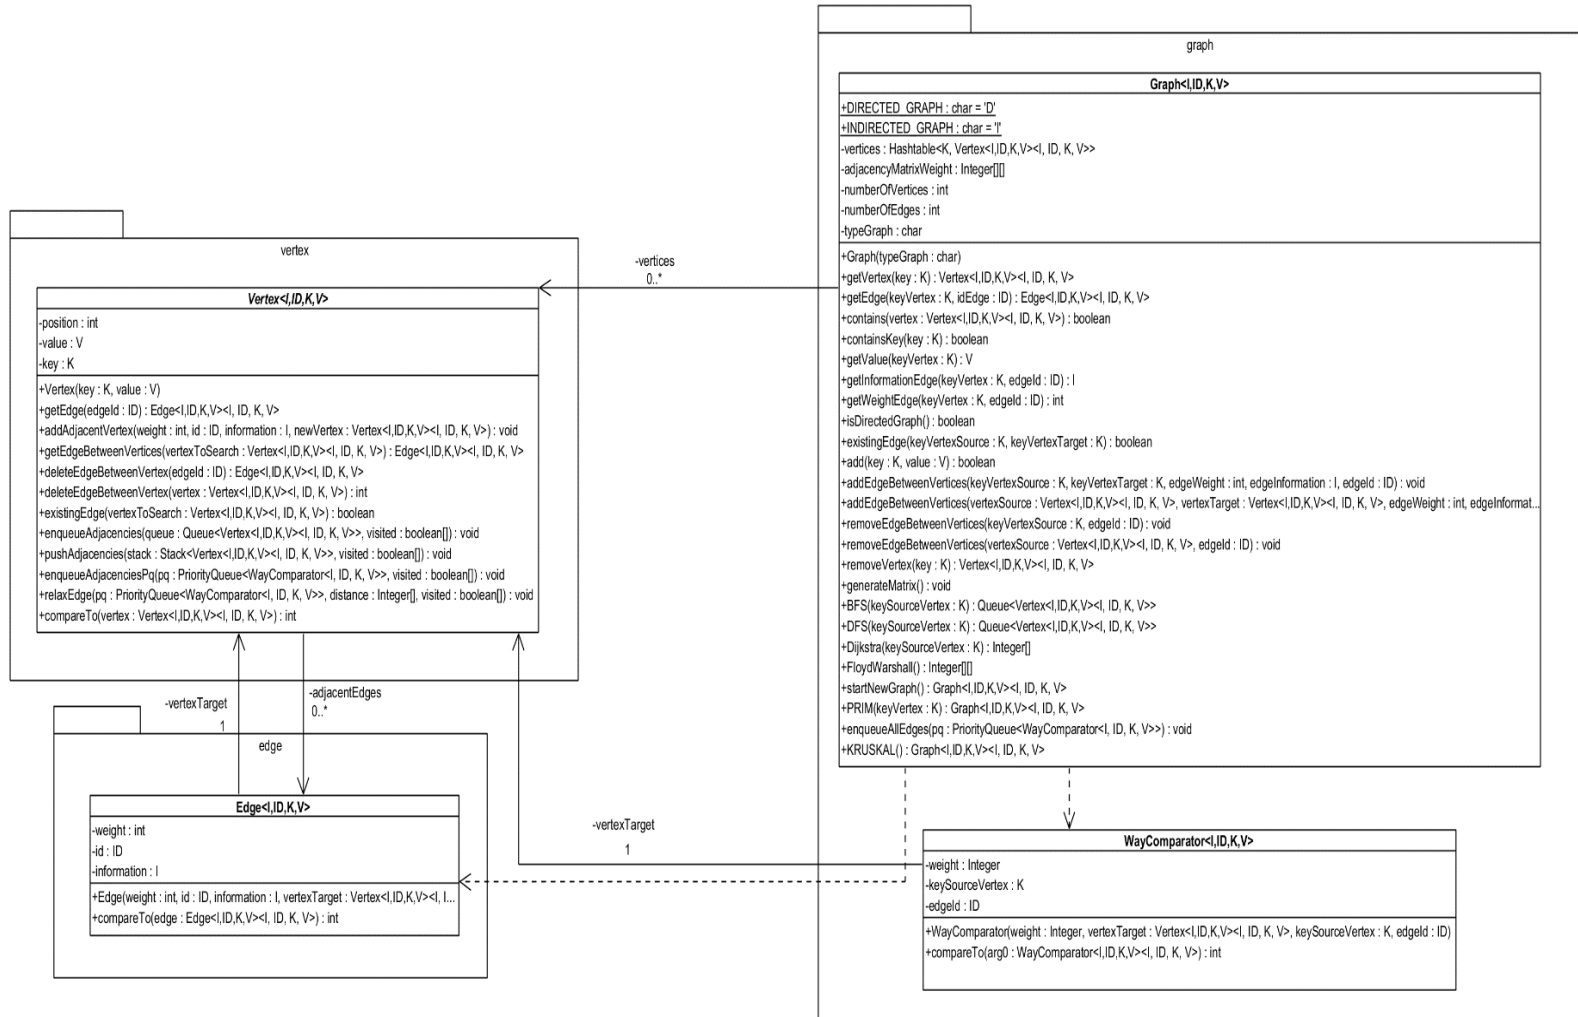 graph
Graph<I,ID,K,V>
+DIRECTED_GRAPH : char = 'D'
+INDIRECTED_GRAPH : char = 'I'
-vertices : Hashtable<K, Vertex<I,ID,K,V><I, ID, K, V>>
-adjacencyMatrixWeight : Integer[][]
-numberOfVertices : int
-numberOfEdges : int
-typeGraph : char
+Graph(typeGraph : char)
+getVertex(key : K) : Vertex<I,ID,K,V><I, ID, K, V>
+getEdge(keyVertex : K, idEdge : ID) : Edge<I,ID,K,V><I, ID, K, V>
+contains(vertex : Vertex<I,ID,K,V><I, ID, K, V>) : boolean
+containsKey(key : K) : boolean
+getValue(keyVertex : K) : V
+getInformationEdge(keyVertex : K, edgeId : ID) : I
+getWeightEdge(keyVertex : K, edgeId : ID) : int
+isDirectedGraph() : boolean
+existingEdge(keyVertexSource : K, keyVertexTarget : K) : boolean
+add(key : K, value : V) : boolean
+addEdgeBetweenVertices(keyVertexSource : K, keyVertexTarget : K, edgeWeight : int, edgeInformation : I, edgeId : ID) : void
+addEdgeBetweenVertices(vertexSource : Vertex<I,ID,K,V><I, ID, K, V>, vertexTarget : Vertex<I,ID,K,V><I, ID, K, V>, edgeWeight : int, edgeInformat...
+removeEdgeBetweenVertices(keyVertexSource : K, edgeId : ID) : void
+removeEdgeBetweenVertices(vertexSource : Vertex<I,ID,K,V><I, ID, K, V>, edgeId : ID) : void
+removeVertex(key : K) : Vertex<I,ID,K,V><I, ID, K, V>
+generateMatrix() : void
+BFS(keySourceVertex : K) : Queue<Vertex<I,ID,K,V><I, ID, K, V>>
+DFS(keySourceVertex : K) : Queue<Vertex<I,ID,K,V><I, ID, K, V>>
+Dijkstra(keySourceVertex : K) : Integer[]
+FloydWarshall() : Integer[][]
+startNewGraph() : Graph<I,ID,K,V><I, ID, K, V>
+PRIM(keyVertex : K) : Graph<I,ID,K,V><I, ID, K, V>
+enqueueAllEdges(pq : PriorityQueue<WayComparator<I, ID, K, V>>) : void
+KRUSKAL() : Graph<I,ID,K,V><I, ID, K, V>
-vertices
0..*
vertex
Vertex<I,ID,K,V>
-position : int
-value : V
-key : K
+Vertex(key : K, value : V)
+getEdge(edgeId : ID) : Edge<I,ID,K,V><I, ID, K, V>
+addAdjacentVertex(weight : int, id : ID, information : I, newVertex : Vertex<I,ID,K,V><I, ID, K, V>) : void
+getEdgeBetweenVertices(vertexToSearch : Vertex<I,ID,K,V><I, ID, K, V>) : Edge<I,ID,K,V><I, ID, K, V>
+deleteEdgeBetweenVertex(edgeId : ID) : Edge<I,ID,K,V><I, ID, K, V>
+deleteEdgeBetweenVertex(vertex : Vertex<I,ID,K,V><I, ID, K, V>) : int
+existingEdge(vertexToSearch : Vertex<I,ID,K,V><I, ID, K, V>) : boolean
+enqueueAdjacencies(queue : Queue<Vertex<I,ID,K,V><I, ID, K, V>>, visited : boolean[]) : void
+pushAdjacencies(stack : Stack<Vertex<I,ID,K,V><I, ID, K, V>>, visited : boolean[]) : void
+enqueueAdjacenciesPq(pq : PriorityQueue<WayComparator<I, ID, K, V>>, visited : boolean[]) : void
+relaxEdge(pq : PriorityQueue<WayComparator<I, ID, K, V>>, distance : Integer[], visited : boolean[]) : void
+compareTo(vertex : Vertex<I,ID,K,V><I, ID, K, V>) : int
-vertexTarget
1
-adjacentEdges
0..*
edge
Edge<I,ID,K,V>
-weight : int
-id : ID
-information : I
+Edge(weight : int, id : ID, information : I, vertexTarget : Vertex<I,ID,K,V><I, I...
+compareTo(edge : Edge<I,ID,K,V><I, ID, K, V>) : int
-vertexTarget
1
WayComparator<I,ID,K,V>
-weight : Integer
-keySourceVertex : K
-edgeId : ID
+WayComparator(weight : Integer, vertexTarget : Vertex<I,ID,K,V><I, ID, K, V>, keySourceVertex : K, edgeId : ID)
+compareTo(arg0 : WayComparator<I,ID,K,V><I, ID, K, V>) : int